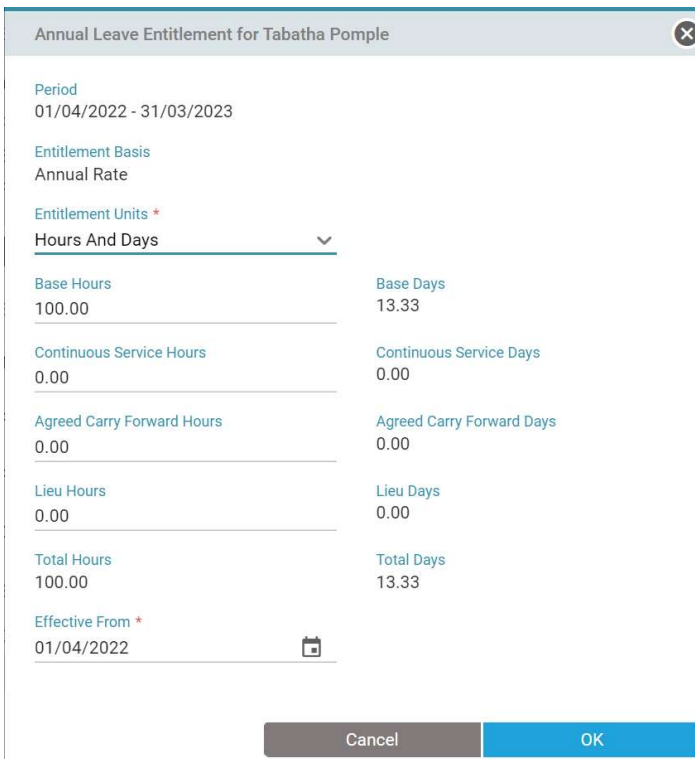 Annual Leave Entitlement for Tabatha Pomple
Period
01/04/2022 - 31/03/2023
Entitlement Basis
Annual Rate
Entitlement Units *
Hours And Days
Base Hours
Base Days
100.00
13.33
Continuous Service Hours
Continuous Service Days
0.00
0.00
Agreed Carry Forward Hours
Agreed Carry Forward Days
0.00
0.00
Lieu Hours
Lieu Days
0.00
0.00
Total Hours
Total Days
100.00
13.33
Effective From *
01/04/2022
Cancel
OK